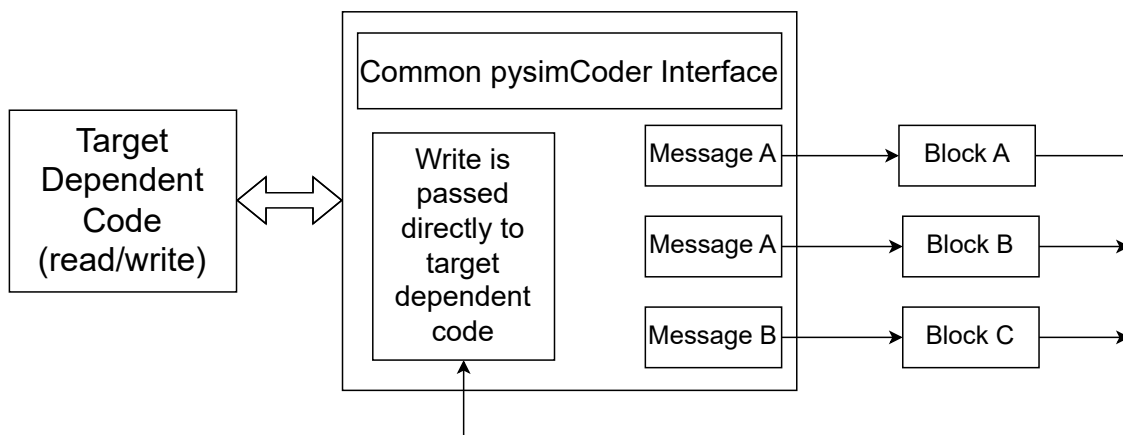 Common pysimCoder Interface
Target
Dependent
Code
(read/write)
Write is
passed
directly to
target
dependent
code
Message A
Block A
Message A
Block B
Message B
Block C